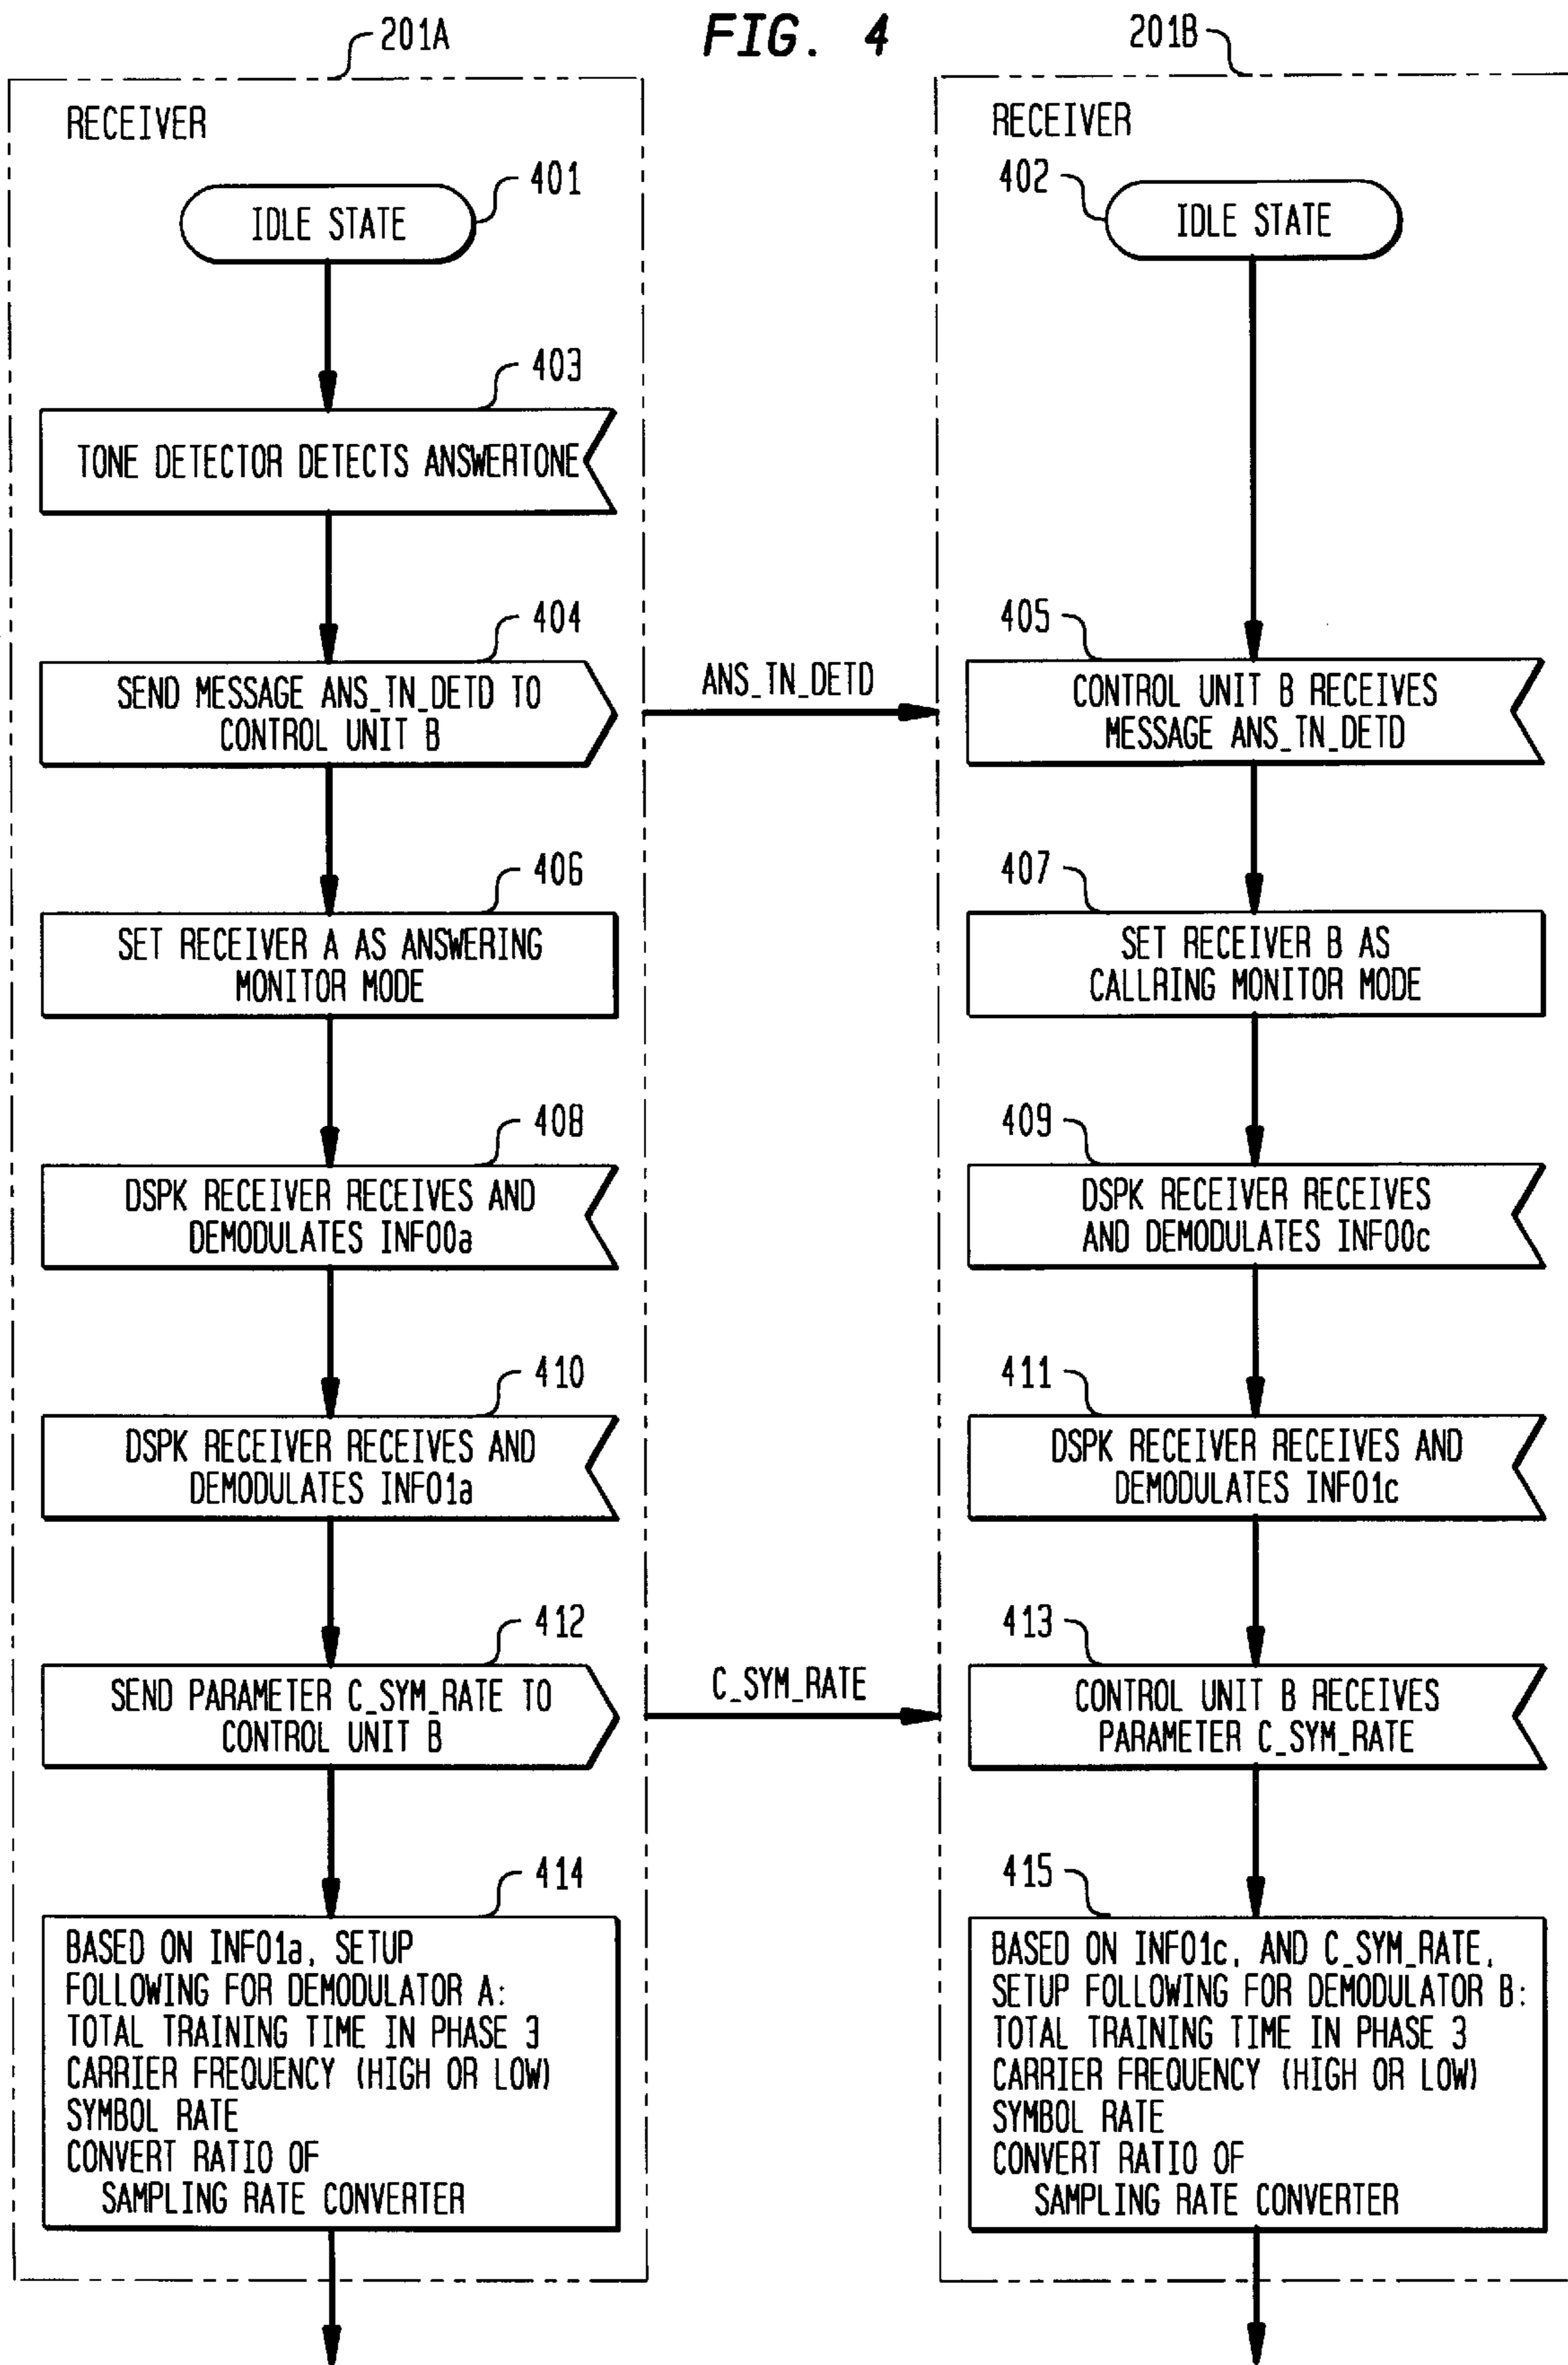 FIG. 4
201A
RECEIVER
401
IDLE STATE
403
TONE DETECTOR DETECTS ANSWERTONE
404
SEND MESSAGE ANS_TN_DETD TO
CONTROL UNIT B
ANS_TN_DETD
406
SET RECEIVER A AS ANSWERING
MONITOR MODE
408
DSPK RECEIVER RECEIVES AND
DEMODULATES INFO0a
410
DSPK RECEIVER RECEIVES AND
DEMODULATES INFO1a
412
SEND PARAMETER C_SYM_RATE TO
CONTROL UNIT B
C_SYM_RATE
414
BASED ON INFO1a, SETUP
FOLLOWING FOR DEMODULATOR A:
TOTAL TRAINING TIME IN PHASE 3
CARRIER FREQUENCY (HIGH OR LOW)
SYMBOL RATE
CONVERT RATIO OF
SAMPLING RATE CONVERTER
201B
RECEIVER
402
IDLE STATE
405
CONTROL UNIT B RECEIVES
MESSAGE ANS_TN_DETD
407
SET RECEIVER B AS
CALLRING MONITOR MODE
409
DSPK RECEIVER RECEIVES
AND DEMODULATES INFO0c
411
DSPK RECEIVER RECEIVES AND
DEMODULATES INFO1c
413
CONTROL UNIT B RECEIVES
PARAMETER C_SYM_RATE
415
BASED ON INFO1c, AND C_SYM_RATE,
SETUP FOLLOWING FOR DEMODULATOR B:
TOTAL TRAINING TIME IN PHASE 3
CARRIER FREQUENCY (HIGH OR LOW)
SYMBOL RATE
CONVERT RATIO OF
SAMPLING RATE CONVERTER